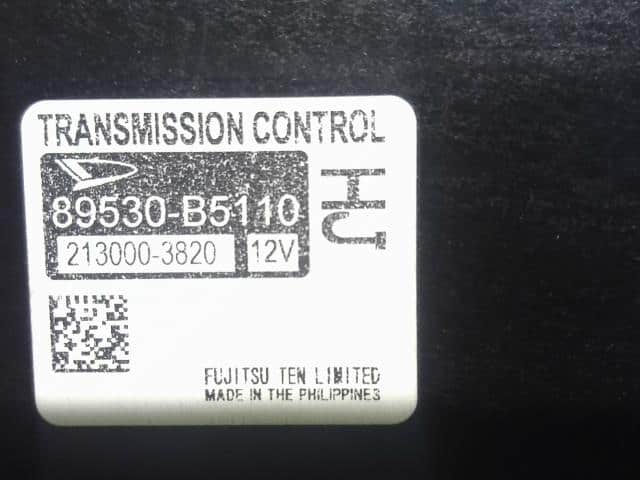 TRANSMISSION CONTROL
89530-B5110
213000-3820 12V
HJ
FUJITSU TEN LIMITED
MADE IN THE PHILIPPINES